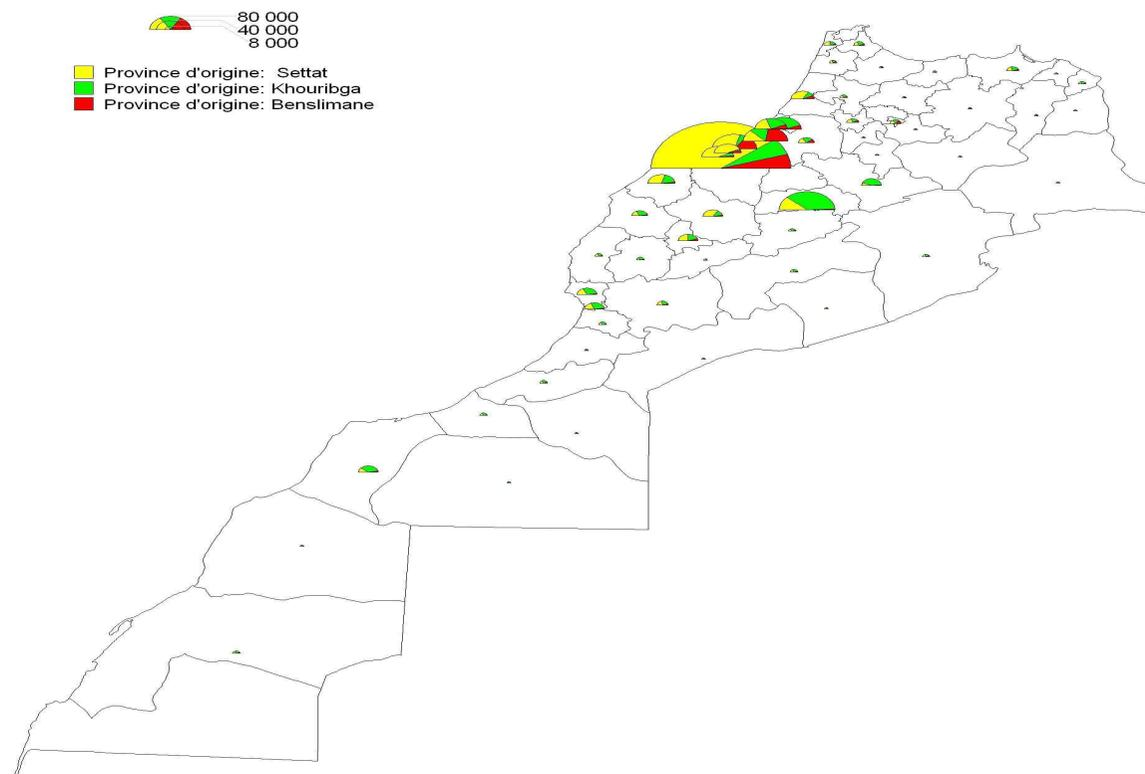 80 000
40 000
8 000
Province d'origine: Settat
Province d'origine: Khouribga
Province d'origine: Benslimane